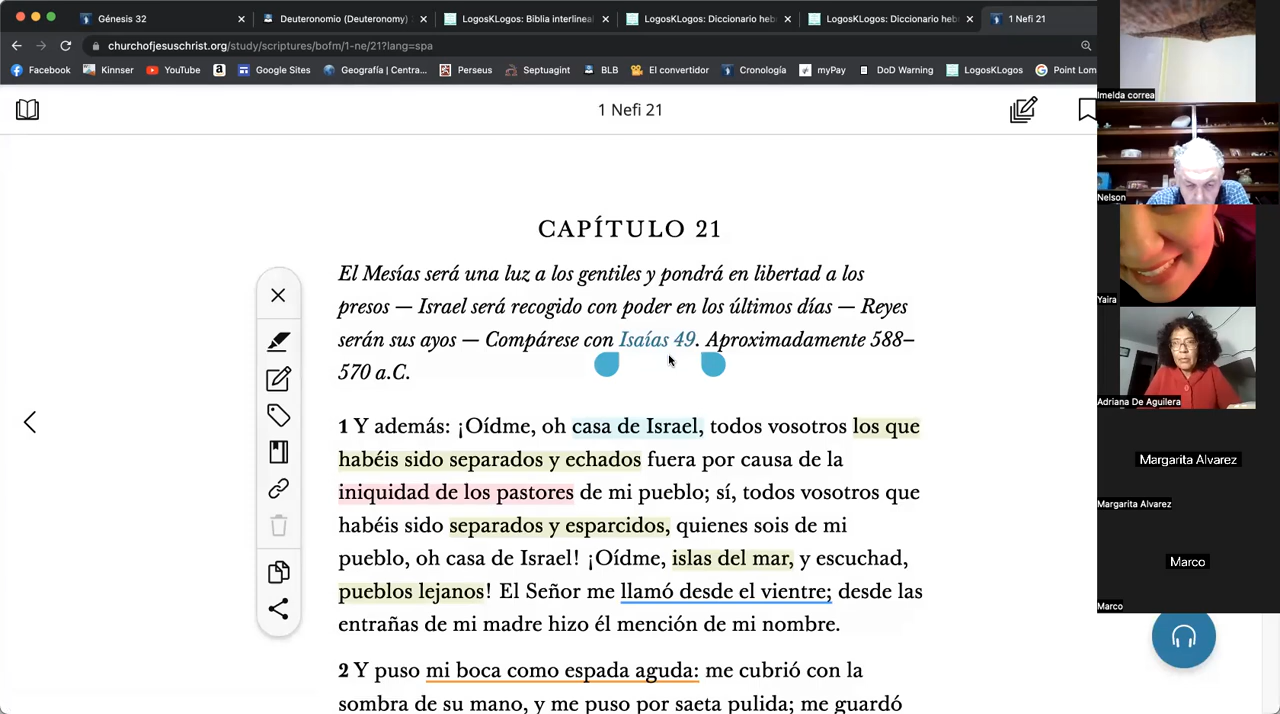 Génesis 32
Deuteronomio (Deuteronomy)
LogosKLogos: Biblia interlineal
LogosKLogos: Diccionario heb
LogosKLogos: Diccionario heb
1 Nefi 21
churchofjesuschrist.org/study/scriptures/bofm/1-ne/21?lang=spa
Facebook
Kinnser
YouTube
Google Sites
Geografía (Centra...
Perseus
Septuagint
BLB
El convertidor
Cronología
myPay
DoD Warning
LogosKLogos
Point Lom
1 Nefi 21
CAPÍTULO 21
El Mesías será una luz a los gentiles y pondrá en libertad a los
presos — Israel será recogido con poder en los últimos días — Reyes
serán sus ayos — Compárese con Isaías 49. Aproximadamente 588–
570 a.C.
1 Y además: ¡Oídme, oh casa de Israel, todos vosotros los que
habéis sido separados y echados fuera por causa de la
iniquidad de los pastores de mi pueblo; sí, todos vosotros que
habéis sido separados y esparcidos, quienes sois de mi
pueblo, oh casa de Israel! ¡Oídme, islas del mar, y escuchad,
pueblos lejanos! El Señor me llamó desde el vientre; desde las
entrañas de mi madre hizo él mención de mi nombre.
2 Y puso mi boca como espada aguda: me cubrió con la
sombra de su mano, y me puso por saeta pulida; me guardó
Imelda correa
Nelson
Yaira
Adriana De Aguilera
Margarita Alvarez
Margarita Alvarez
Marco
Marco